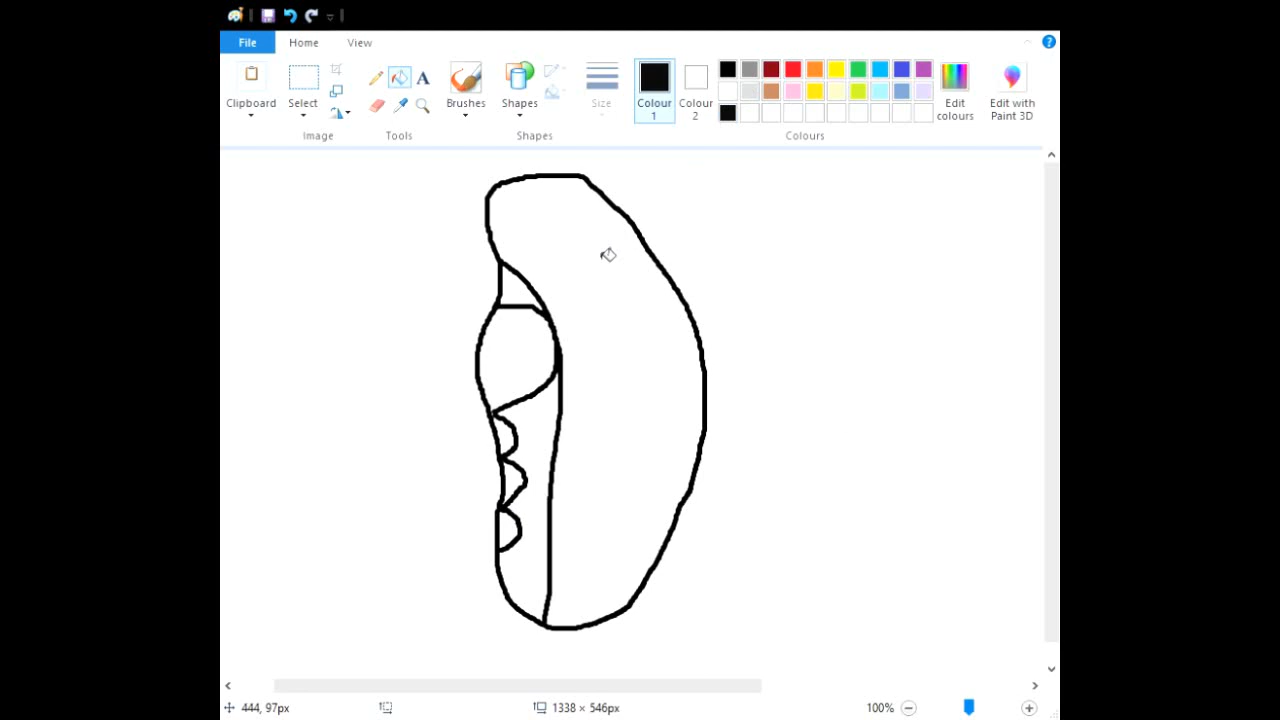 File Home View
Clipboard Select Brushes Shapes Size Colour 1 Colour 2 Edit colours Edit with Paint 3D
A
Image Tools Shapes Colours
444, 97px 1338 × 546px 100%